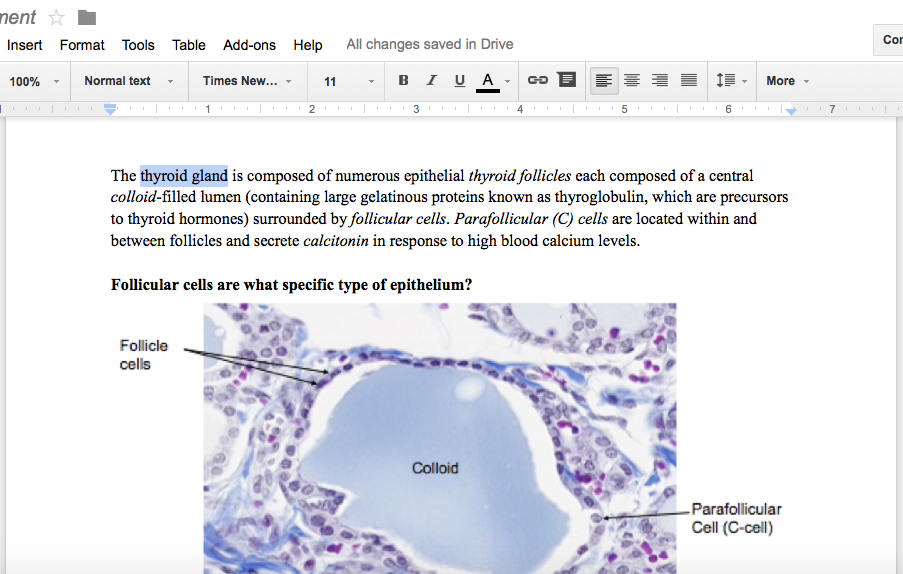 ment
Insert Format Tools Table Add-ons Help All changes saved in Drive
Con
100% Normal text Times New... 11 B I U A More
1 2 3 4 5 6 7
The thyroid gland is composed of numerous epithelial thyroid follicles each composed of a central
colloid-filled lumen (containing large gelatinous proteins known as thyroglobulin, which are precursors
to thyroid hormones) surrounded by follicular cells. Parafollicular (C) cells are located within and
between follicles and secrete calcitonin in response to high blood calcium levels.
Follicular cells are what specific type of epithelium?
Follicle
cells
Colloid
Parafollicular
Cell (C-cell)